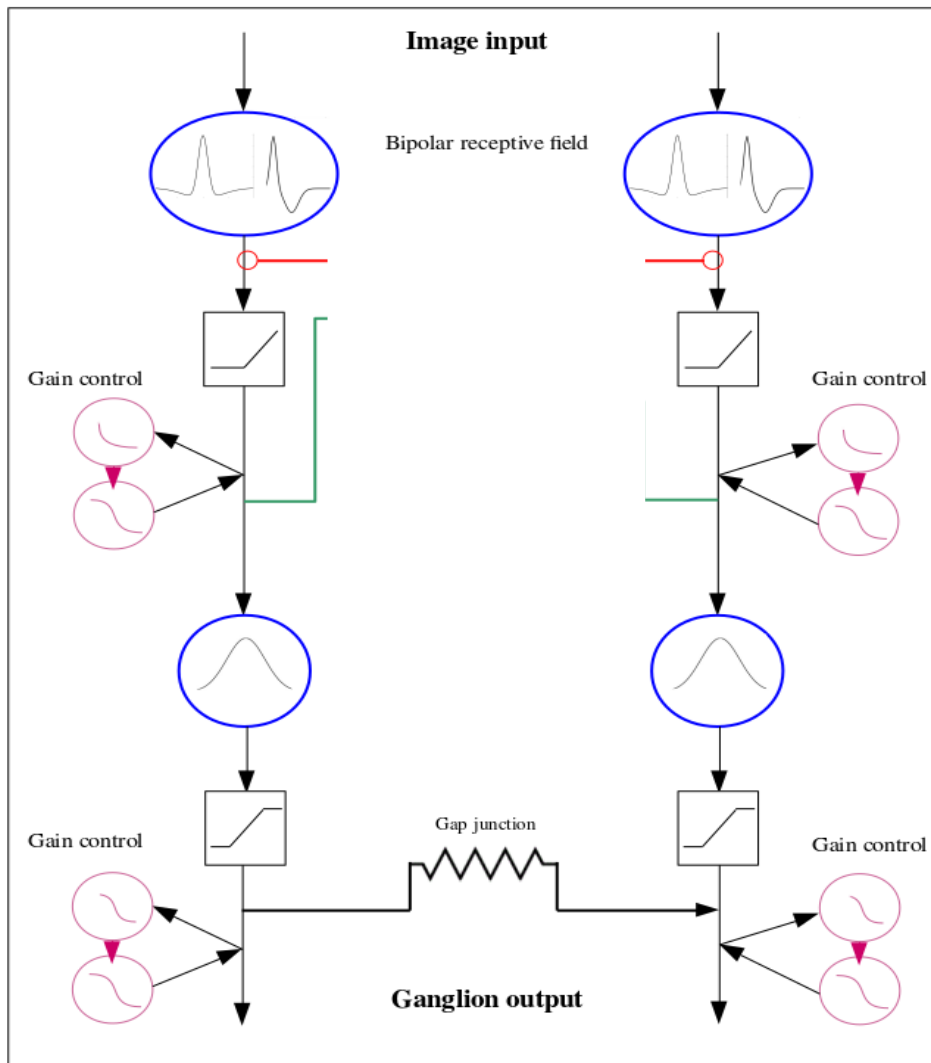 Image input
Bipolar receptive field
Gain control
Gain control
Gap junction
Gain control
Gain control
Ganglion output